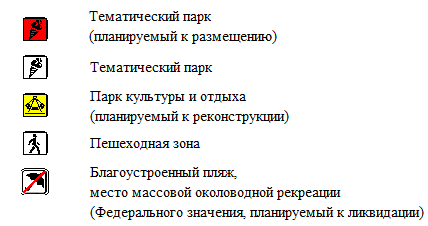 Тематический парк
(планируемый к размещению)
Тематический парк
Парк культуры и отдыха
(планируемый к реконструкции)
Пешеходная зона
Благоустроенный пляж,
место массовой околоводной рекреации
(Федерального значения, планируемый к ликвидации)